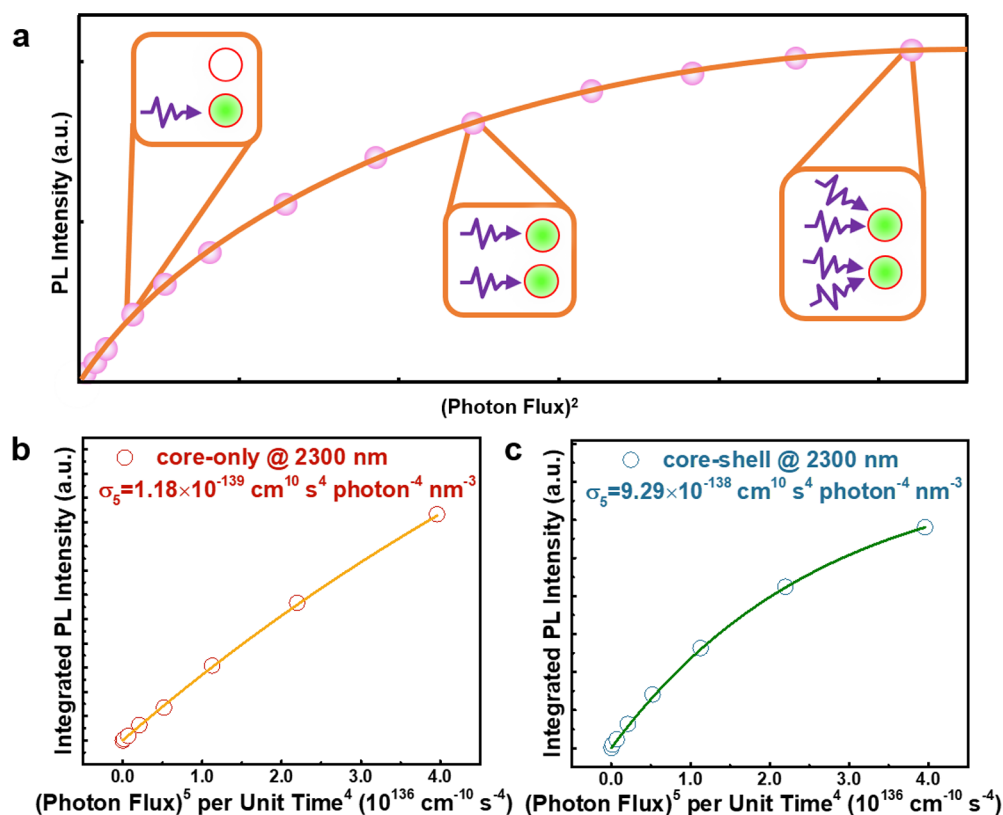 a
PL Intensity (a.u.)
(Photon Flux)²
b
core-only @ 2300 nm
σ₅=1.18×10⁻¹³⁹ cm¹⁰ s⁴ photon⁻⁴ nm⁻³
Integrated PL Intensity (a.u.)
0.0 1.0 2.0 3.0 4.0
(Photon Flux)⁵ per Unit Time⁴ (10¹³⁶ cm⁻¹⁰ s⁻⁴)
c
core-shell @ 2300 nm
σ₅=9.29×10⁻¹³⁸ cm¹⁰ s⁴ photon⁻⁴ nm⁻³
Integrated PL Intensity (a.u.)
0.0 1.0 2.0 3.0 4.0
(Photon Flux)⁵ per Unit Time⁴ (10¹³⁶ cm⁻¹⁰ s⁻⁴)